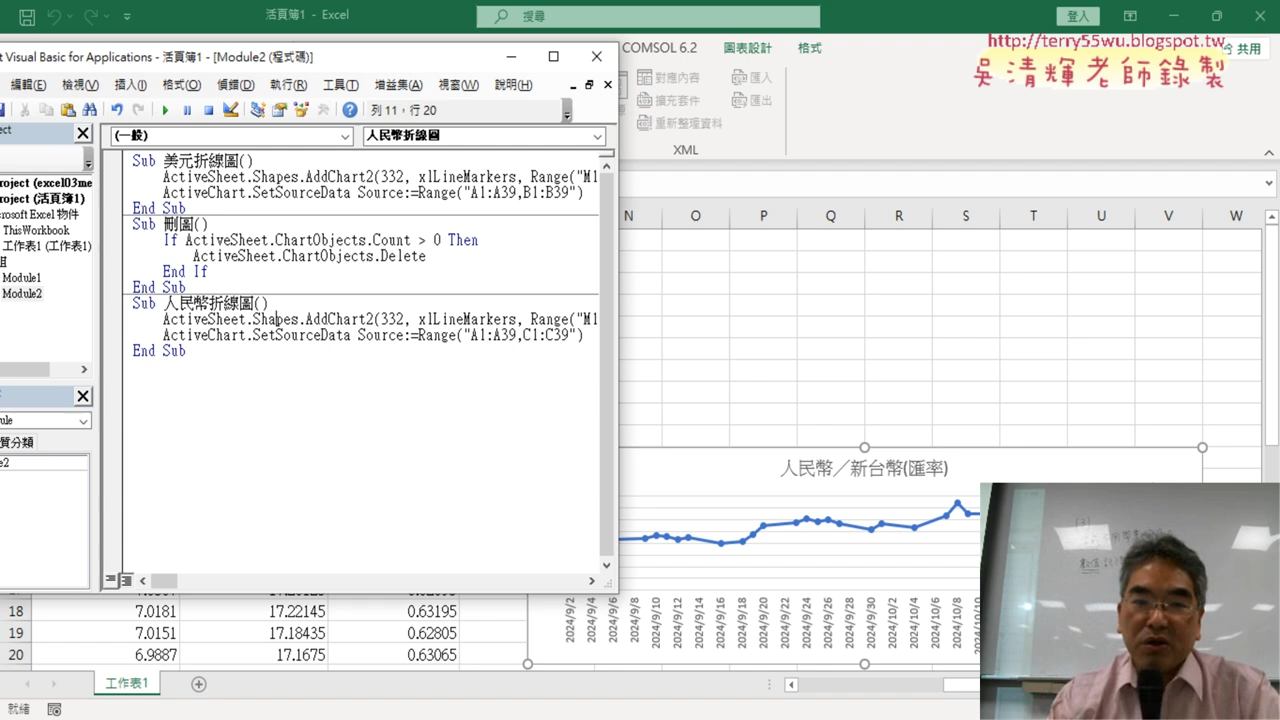 活頁簿1 - Excel
搜尋
登入
http://terry55wu.blogspot.tw
吳清輝老師錄製
共用
t Visual Basic for Applications - 活頁簿1 - [Module2 (程式碼)]
COMSOL 6.2
圖表設計
格式
編輯(E) 檢視(V) 插入(I) 格式(O) 偵錯(D) 執行(R) 工具(T) 增益集(A) 視窗(W) 說明(H)
對應內容
匯入
擴充套件
匯出
重新整理資料
XML
列 11，行 20
(一般)
人民幣折線圖
Sub 美元折線圖()
ActiveSheet.Shapes.AddChart2(332, xlLineMarkers, Range("M1
ActiveChart.SetSourceData Source:=Range("A1:A39,B1:B39")
End Sub
Sub 刪圖()
If ActiveSheet.ChartObjects.Count > 0 Then
ActiveSheet.ChartObjects.Delete
End If
End Sub
Sub 人民幣折線圖()
ActiveSheet.Shapes.AddChart2(332, xlLineMarkers, Range("M1
ActiveChart.SetSourceData Source:=Range("A1:A39,C1:C39")
End Sub
roject (excel03me
roject (活頁簿1)
crosoft Excel 物件
ThisWorkbook
工作表1 (工作表1)
組
Module1
Module2
N O P Q R S T U V W
人民幣／新台幣(匯率)
2024/9/2 2024/9/4 2024/9/6 2024/9/8 2024/9/10 2024/9/12 2024/9/14 2024/9/16 2024/9/18 2024/9/20 2024/9/22 2024/9/24 2024/9/26 2024/9/28 2024/9/30 2024/10/2 2024/10/4 2024/10/6 2024/10/8 2024/10/10
18 7.0181 17.22145 0.63195
19 7.0151 17.18435 0.62805
20 6.9887 17.1675 0.63065
工作表1
就緒